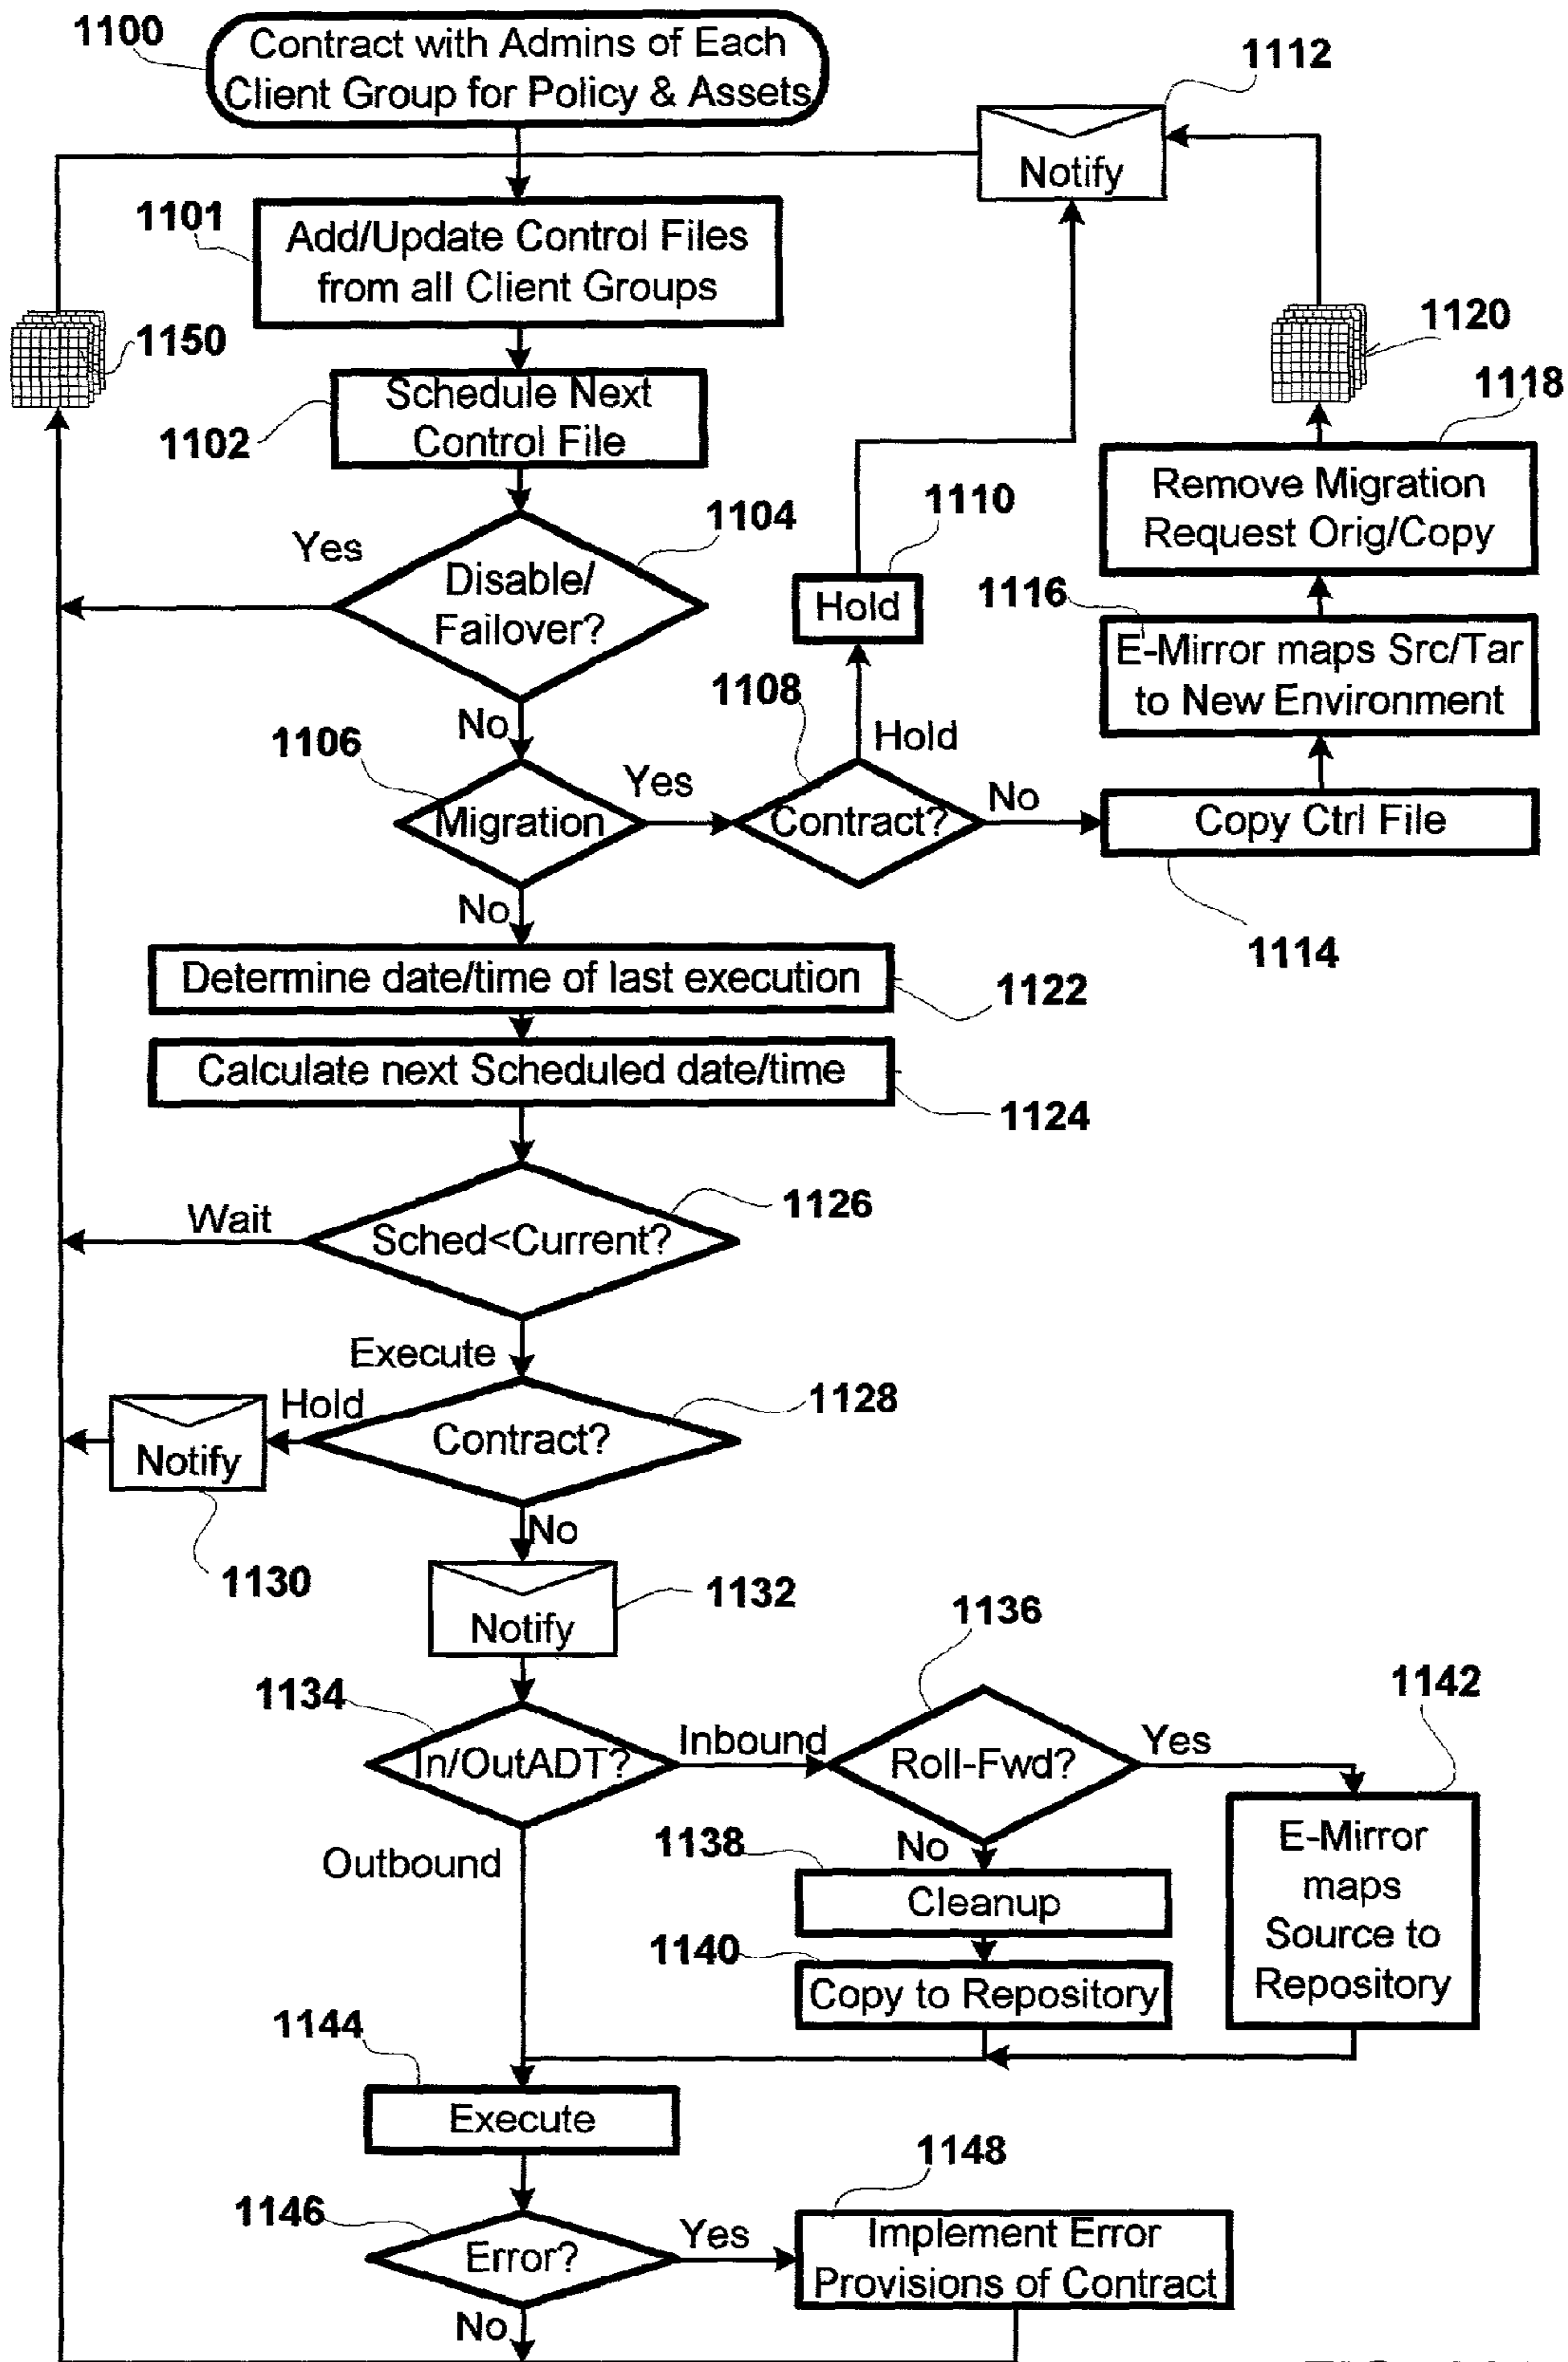 1100
Contract with Admins of Each
Client Group for Policy & Assets
1112
Notify
1101
Add/Update Control Files
from all Client Groups
1150
1120
1102
Schedule Next
Control File
1118
Remove Migration
Request Orig/Copy
1104
Yes
Disable/
Failover?
1110
Hold
1116
E-Mirror maps Src/Tar
to New Environment
No
1106
Migration
Yes
1108
Contract?
Hold
No
Copy Ctrl File
1114
No
Determine date/time of last execution
1122
Calculate next Scheduled date/time
1124
1126
Wait
Sched<Current?
Execute
1128
Hold
Contract?
Notify
1130
No
1132
Notify
1134
In/OutADT?
Inbound
1136
Roll-Fwd?
Yes
1142
E-Mirror
maps
Source to
Repository
Outbound
No
1138
Cleanup
1140
Copy to Repository
1144
Execute
1146
Error?
Yes
1148
Implement Error
Provisions of Contract
No